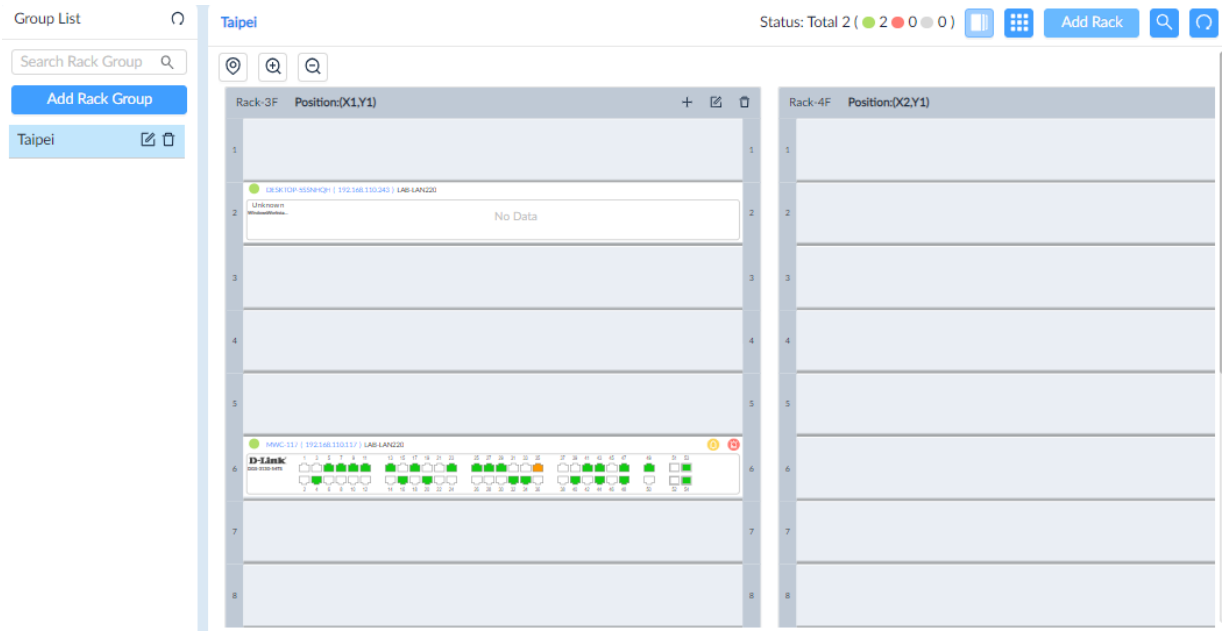 Group List
Search Rack Group
Add Rack Group
Taipei
Taipei
Status: Total 2 ( 2 0 0 )
Add Rack
Rack-3F Position:(X1,Y1)
Rack-4F Position:(X2,Y1)
1 1 1
DESKTOP-S5SNHQH ( 192.168.110.243 ) LAB-LAN220
Unknown
No Data
2 2 2
3 3 3
4 4 4
5 5 5
MWC-117 ( 192.168.110.117 ) LAB-LAN220
D-Link
6 6 6
7 7 7
8 8 8